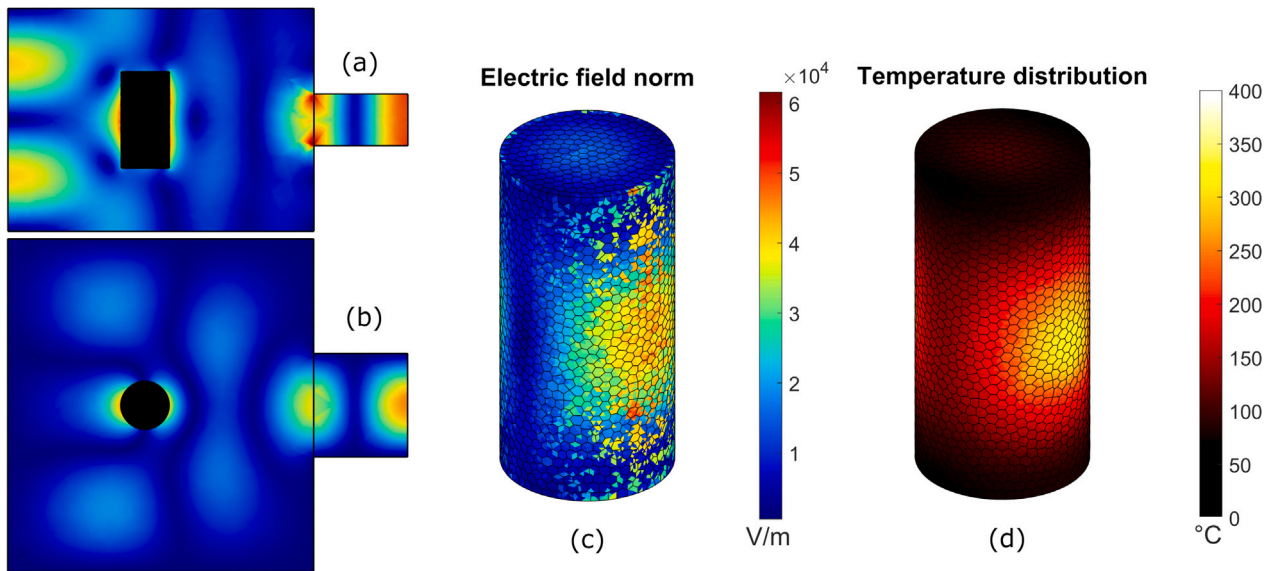 (a)
(b)
Electric field norm
×10⁴
6
5
4
3
2
1
V/m
(c)
Temperature distribution
400
350
300
250
200
150
100
50
0
°C
(d)